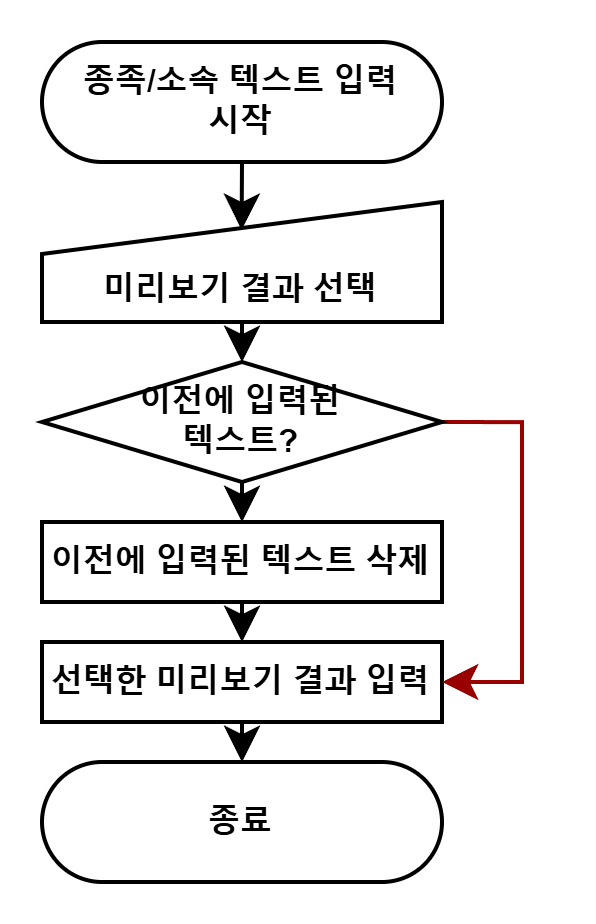 종족/소속 텍스트 입력
시작
미리보기 결과 선택
이전에 입력된
텍스트?
이전에 입력된 텍스트 삭제
선택한 미리보기 결과 입력
종료